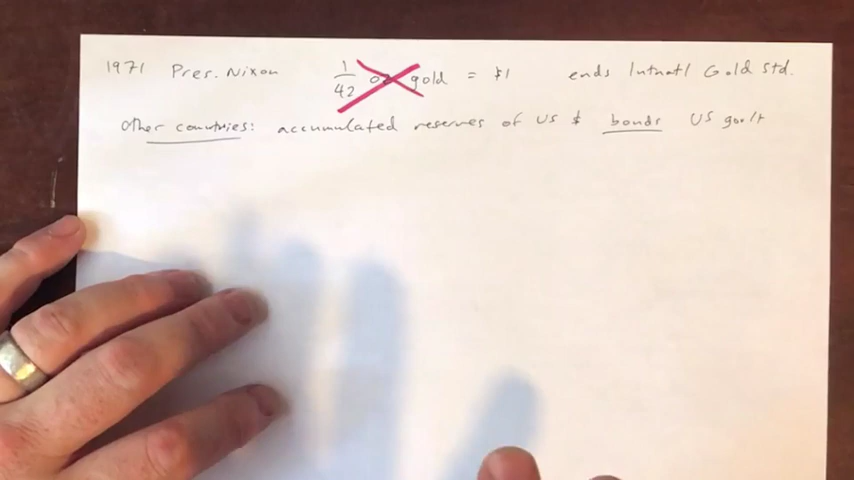 1971 Pres. Nixon 1/42 oz gold = $1 ends Intnat'l Gold Std.
Other countries: accumulated reserves of US $ bonds US gov't